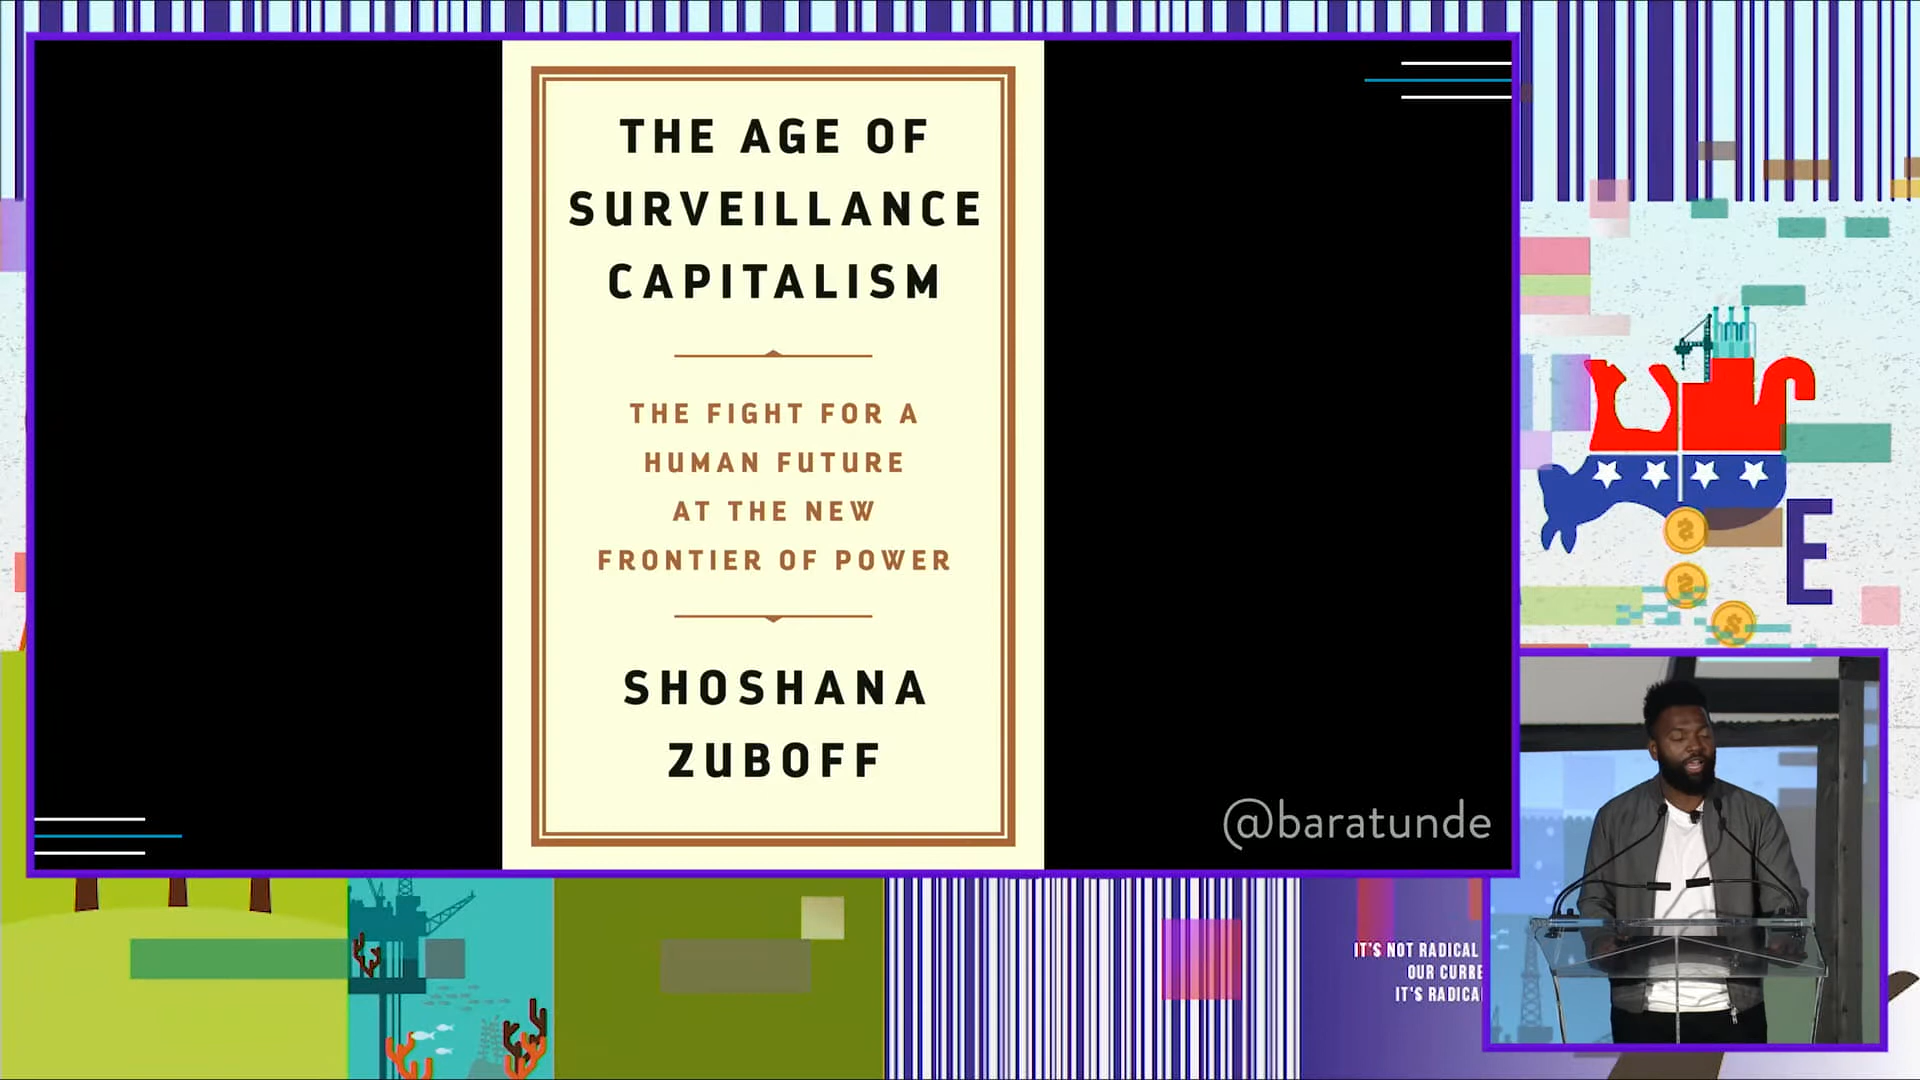 THE AGE OF
SURVEILLANCE
CAPITALISM
THE FIGHT FOR A
HUMAN FUTURE
AT THE NEW
FRONTIER OF POWER
SHOSHANA
ZUBOFF
@baratunde
E
IT'S NOT RADICAL
OUR CURRE
IT'S RADICA